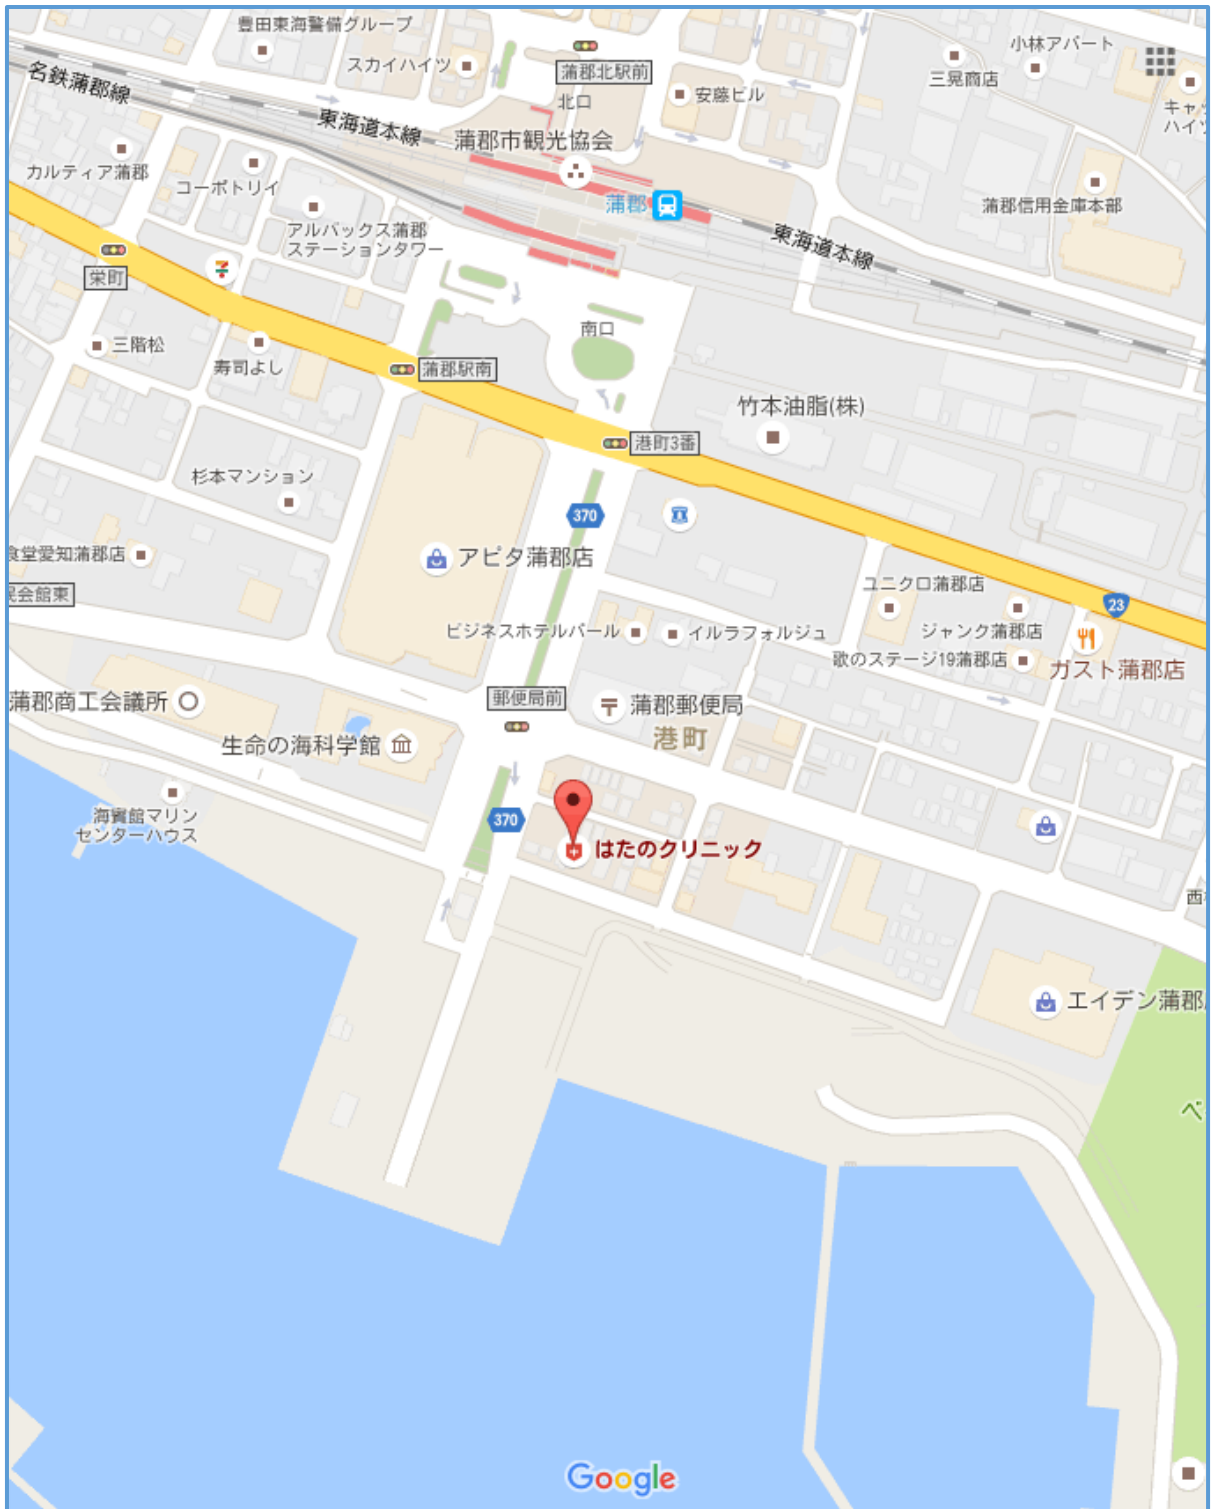 豊田東海警備グループ
スカイハイツ
蒲郡北駅前
小林アパート
三晃商店
安藤ビル
北口
キャッ
ハイツ
名鉄蒲郡線
東海道本線
蒲郡市観光協会
カルティア蒲郡
コーポトリイ
蒲郡
蒲郡信用金庫本部
アルバックス蒲郡
ステーションタワー
東海道本線
栄町
南口
三階松
寿司よし
蒲郡駅南
竹本油脂(株)
港町3番
杉本マンション
370
食堂愛知蒲郡店
アピタ蒲郡店
民会館東
ユニクロ蒲郡店
23
ビジネスホテルパール
イルラフォルジュ
ジャンク蒲郡店
歌のステージ19蒲郡店
ガスト蒲郡店
蒲郡商工会議所
郵便局前
蒲郡郵便局
港町
生命の海科学館
海賓館マリン
センターハウス
370
はたのクリニック
西
エイデン蒲郡
ベ
Google